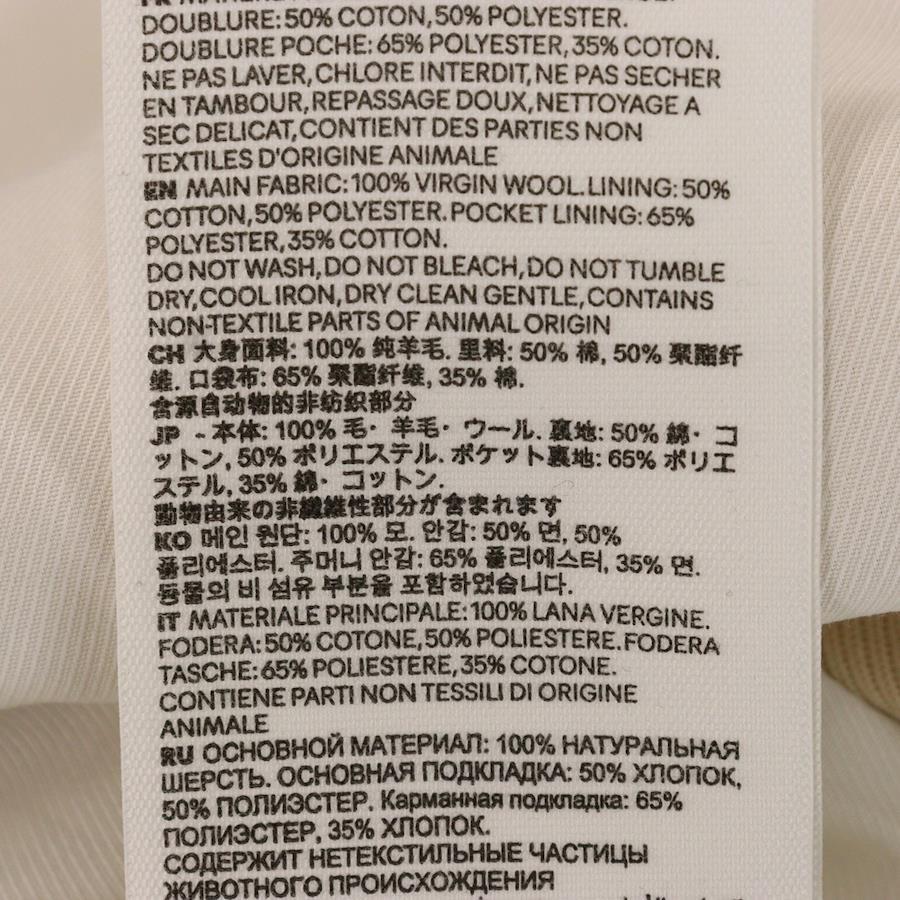 DOUBLURE: 50% COTON, 50% POLYESTER.
DOUBLURE POCHE: 65% POLYESTER, 35% COTON.
NE PAS LAVER, CHLORE INTERDIT, NE PAS SECHER
EN TAMBOUR, REPASSAGE DOUX, NETTOYAGE A
SEC DELICAT, CONTIENT DES PARTIES NON
TEXTILES D'ORIGINE ANIMALE
EN MAIN FABRIC: 100% VIRGIN WOOL. LINING: 50%
COTTON, 50% POLYESTER. POCKET LINING: 65%
POLYESTER, 35% COTTON.
DO NOT WASH, DO NOT BLEACH, DO NOT TUMBLE
DRY, COOL IRON, DRY CLEAN GENTLE, CONTAINS
NON-TEXTILE PARTS OF ANIMAL ORIGIN
CH 大身面料: 100% 纯羊毛. 里料: 50% 棉, 50% 聚酯纤
维. 口袋布: 65% 聚酯纤维, 35% 棉.
含源自动物的非纺织部分
JP - 本体: 100% 毛・ 羊毛・ ウール. 裏地: 50% 綿・ コ
ットン, 50% ポリエステル. ポケット裏地: 65% ポリエ
ステル, 35% 綿・ コットン.
動物由来の非繊維性部分が含まれます
KO 메인 원단: 100% 모. 안감: 50% 면, 50%
폴리에스터. 주머니 안감: 65% 폴리에스터, 35% 면.
동물의 비 섬유 부분을 포함하였습니다.
IT MATERIALE PRINCIPALE: 100% LANA VERGINE.
FODERA: 50% COTONE, 50% POLIESTERE. FODERA
TASCHE: 65% POLIESTERE, 35% COTONE.
CONTIENE PARTI NON TESSILI DI ORIGINE
ANIMALE
RU ОСНОВНОЙ МАТЕРИАЛ: 100% НАТУРАЛЬНАЯ
ШЕРСТЬ. ОСНОВНАЯ ПОДКЛАДКА: 50% ХЛОПОК,
50% ПОЛИЭСТЕР. Карманная подкладка: 65%
ПОЛИЭСТЕР, 35% ХЛОПОК.
СОДЕРЖИТ НЕТЕКСТИЛЬНЫЕ ЧАСТИЦЫ
ЖИВОТНОГО ПРОИСХОЖДЕНИЯ